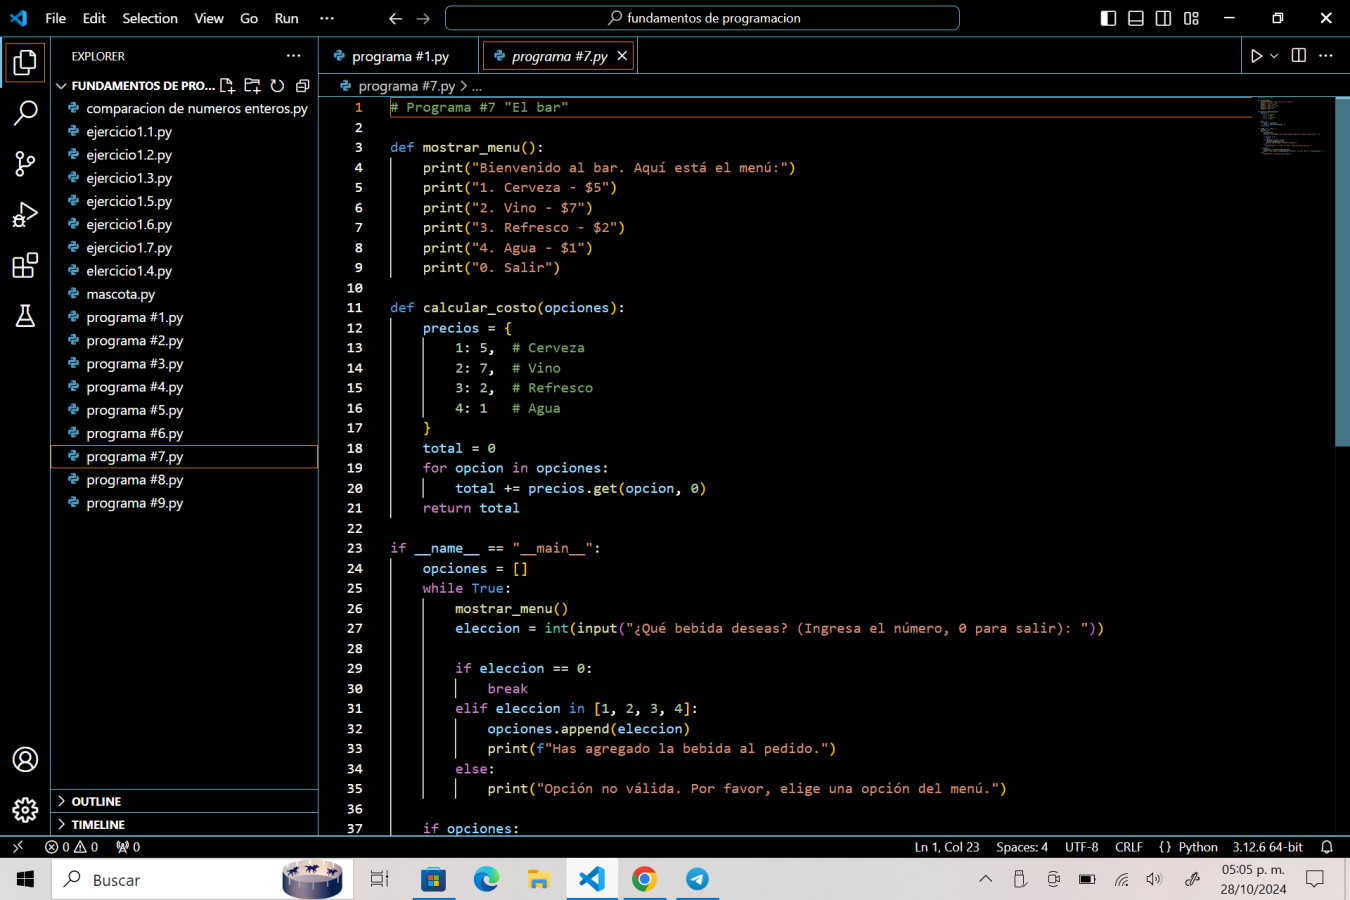 File Edit Selection View Go Run ···
fundamentos de programacion
EXPLORER ···
FUNDAMENTOS DE PRO...
comparacion de numeros enteros.py
ejercicio1.1.py
ejercicio1.2.py
ejercicio1.3.py
ejercicio1.5.py
ejercicio1.6.py
ejercicio1.7.py
elercicio1.4.py
mascota.py
programa #1.py
programa #2.py
programa #3.py
programa #4.py
programa #5.py
programa #6.py
programa #7.py
programa #8.py
programa #9.py
OUTLINE
TIMELINE
programa #1.py programa #7.py
programa #7.py > ...
1 # Programa #7 "El bar"
2
3 def mostrar_menu():
4     print("Bienvenido al bar. Aquí está el menú:")
5     print("1. Cerveza - $5")
6     print("2. Vino - $7")
7     print("3. Refresco - $2")
8     print("4. Agua - $1")
9     print("0. Salir")
10
11 def calcular_costo(opciones):
12     precios = {
13         1: 5,  # Cerveza
14         2: 7,  # Vino
15         3: 2,  # Refresco
16         4: 1   # Agua
17     }
18     total = 0
19     for opcion in opciones:
20         total += precios.get(opcion, 0)
21     return total
22
23 if __name__ == "__main__":
24     opciones = []
25     while True:
26         mostrar_menu()
27         eleccion = int(input("¿Qué bebida deseas? (Ingresa el número, 0 para salir): "))
28
29         if eleccion == 0:
30             break
31         elif eleccion in [1, 2, 3, 4]:
32             opciones.append(eleccion)
33             print(f"Has agregado la bebida al pedido.")
34         else:
35             print("Opción no válida. Por favor, elige una opción del menú.")
36
37     if opciones:
0 0 0 Ln 1, Col 23 Spaces: 4 UTF-8 CRLF {} Python 3.12.6 64-bit
Buscar
05:05 p. m.
28/10/2024